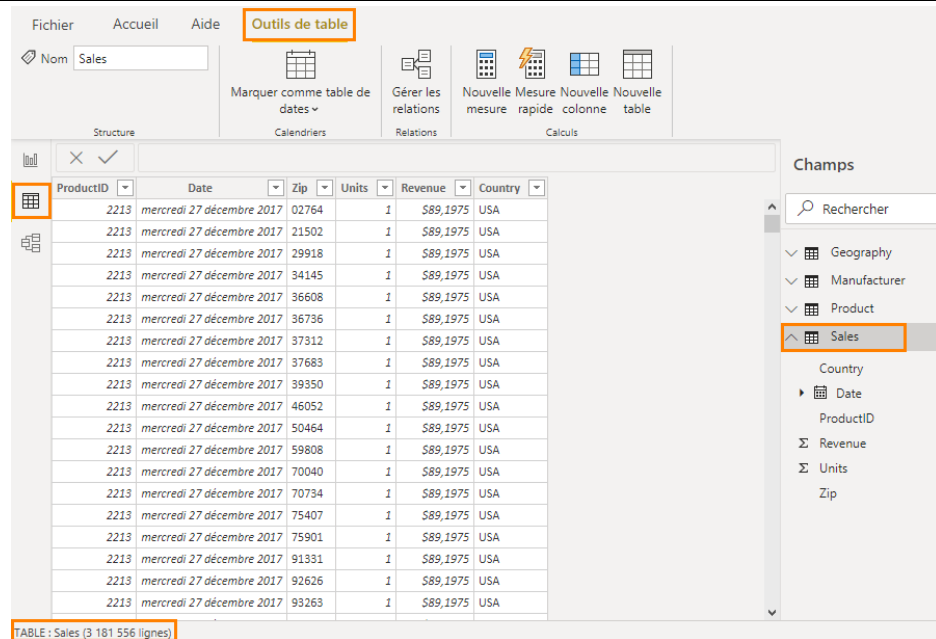 Fichier Accueil Aide Outils de table
Nom Sales
Marquer comme table de dates
Gérer les relations
Nouvelle mesure
Mesure rapide
Nouvelle colonne
Nouvelle table
Structure Calendriers Relations Calculs
ProductID Date Zip Units Revenue Country
2213 mercredi 27 décembre 2017 02764 1 $89,1975 USA
2213 mercredi 27 décembre 2017 21502 1 $89,1975 USA
2213 mercredi 27 décembre 2017 29918 1 $89,1975 USA
2213 mercredi 27 décembre 2017 34145 1 $89,1975 USA
2213 mercredi 27 décembre 2017 36608 1 $89,1975 USA
2213 mercredi 27 décembre 2017 36736 1 $89,1975 USA
2213 mercredi 27 décembre 2017 37312 1 $89,1975 USA
2213 mercredi 27 décembre 2017 37683 1 $89,1975 USA
2213 mercredi 27 décembre 2017 39350 1 $89,1975 USA
2213 mercredi 27 décembre 2017 46052 1 $89,1975 USA
2213 mercredi 27 décembre 2017 50464 1 $89,1975 USA
2213 mercredi 27 décembre 2017 59808 1 $89,1975 USA
2213 mercredi 27 décembre 2017 70040 1 $89,1975 USA
2213 mercredi 27 décembre 2017 70734 1 $89,1975 USA
2213 mercredi 27 décembre 2017 75407 1 $89,1975 USA
2213 mercredi 27 décembre 2017 75901 1 $89,1975 USA
2213 mercredi 27 décembre 2017 91331 1 $89,1975 USA
2213 mercredi 27 décembre 2017 92626 1 $89,1975 USA
2213 mercredi 27 décembre 2017 93263 1 $89,1975 USA
TABLE : Sales (3 181 556 lignes)
Champs
Rechercher
Geography
Manufacturer
Product
Sales
Country
Date
ProductID
Σ Revenue
Σ Units
Zip